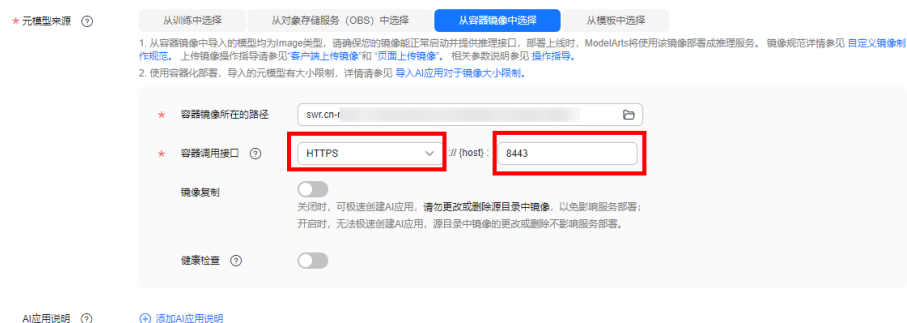 * 元模型来源 ? 从训练中选择 从对象存储服务（OBS）中选择 从容器镜像中选择 从模板中选择
1. 从容器镜像中导入的模型均为Image类型，请确保您的镜像能正常启动并提供推理接口，部署上线时，ModelArts将使用该镜像部署成推理服务。 镜像规范详情参见 自定义镜像制
作规范。 上传镜像操作指导请参见“客户端上传镜像”和 “页面上传镜像”。 相关参数说明参见 操作指导。
2. 使用容器化部署，导入的元模型有大小限制，详情请参见 导入AI应用对于镜像大小限制。
* 容器镜像所在的路径 swr.cn-
* 容器调用接口 ? HTTPS :// {host} : 8443
镜像复制
关闭时，可极速创建AI应用，请勿更改或删除源目录中镜像，以免影响服务部署；
开启时，无法极速创建AI应用，源目录中镜像的更改或删除不影响服务部署。
健康检查 ?
AI应用说明 ? 添加AI应用说明